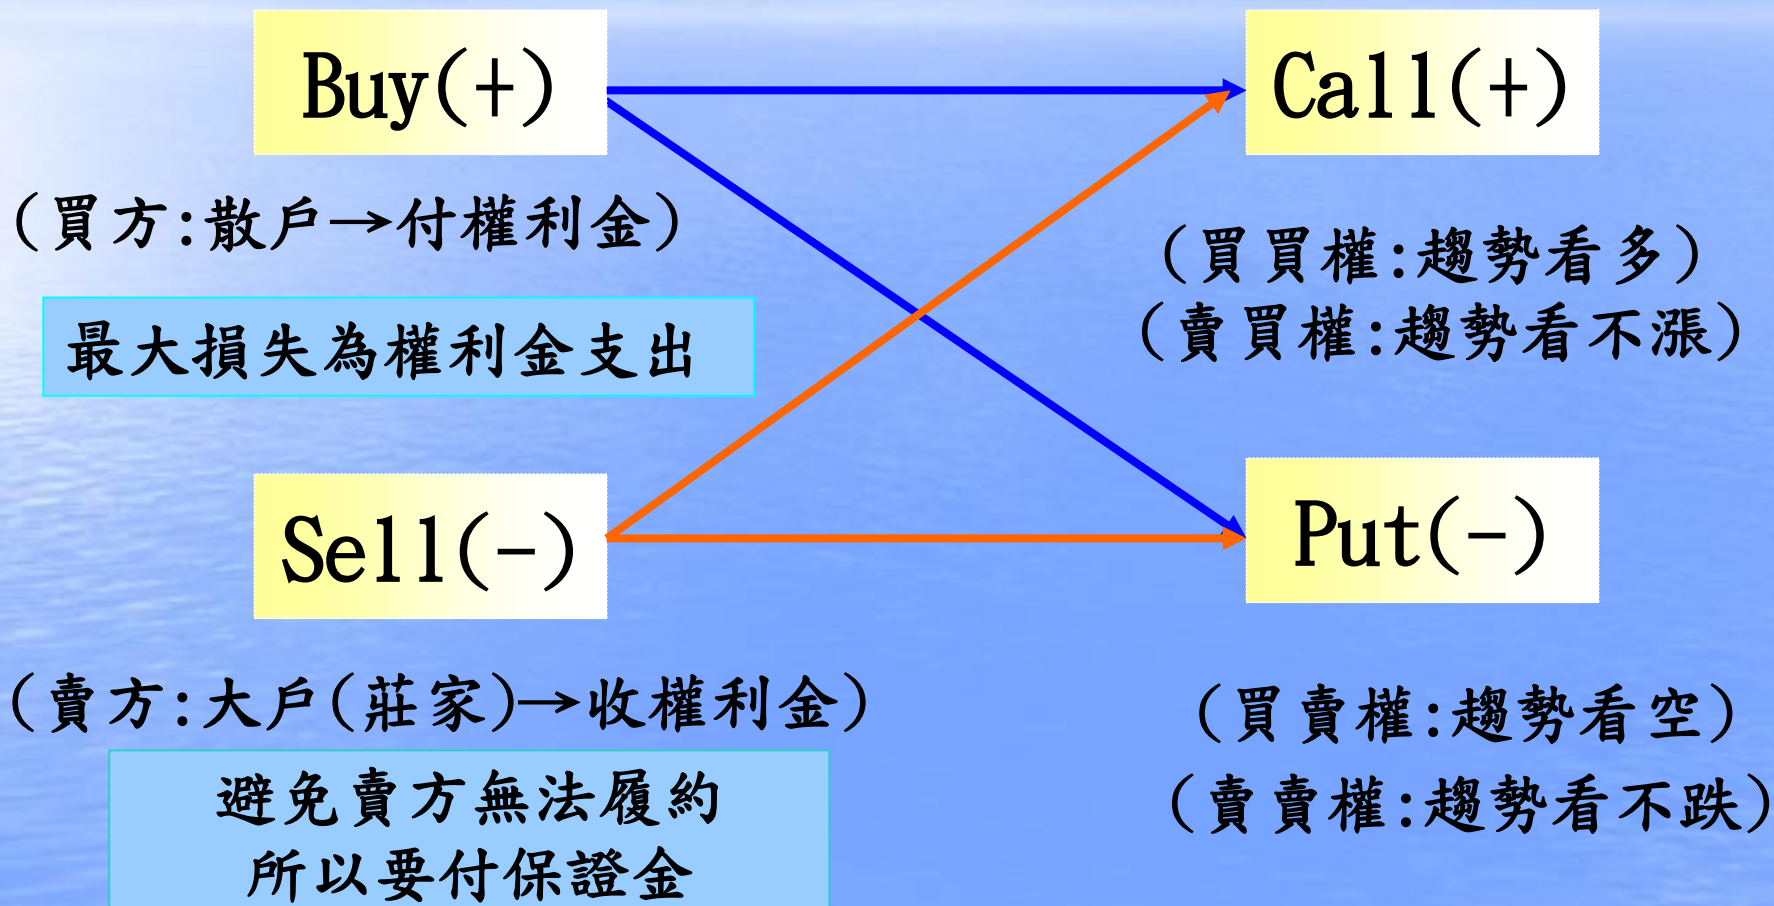 Buy(+)
Call(+)
(買方:散戶→付權利金)
(買買權:趨勢看多)
(賣買權:趨勢看不漲)
最大損失為權利金支出
Sell(-)
Put(-)
(賣方:大戶(莊家)→收權利金)
(買賣權:趨勢看空)
(賣賣權:趨勢看不跌)
避免賣方無法履約
所以要付保證金